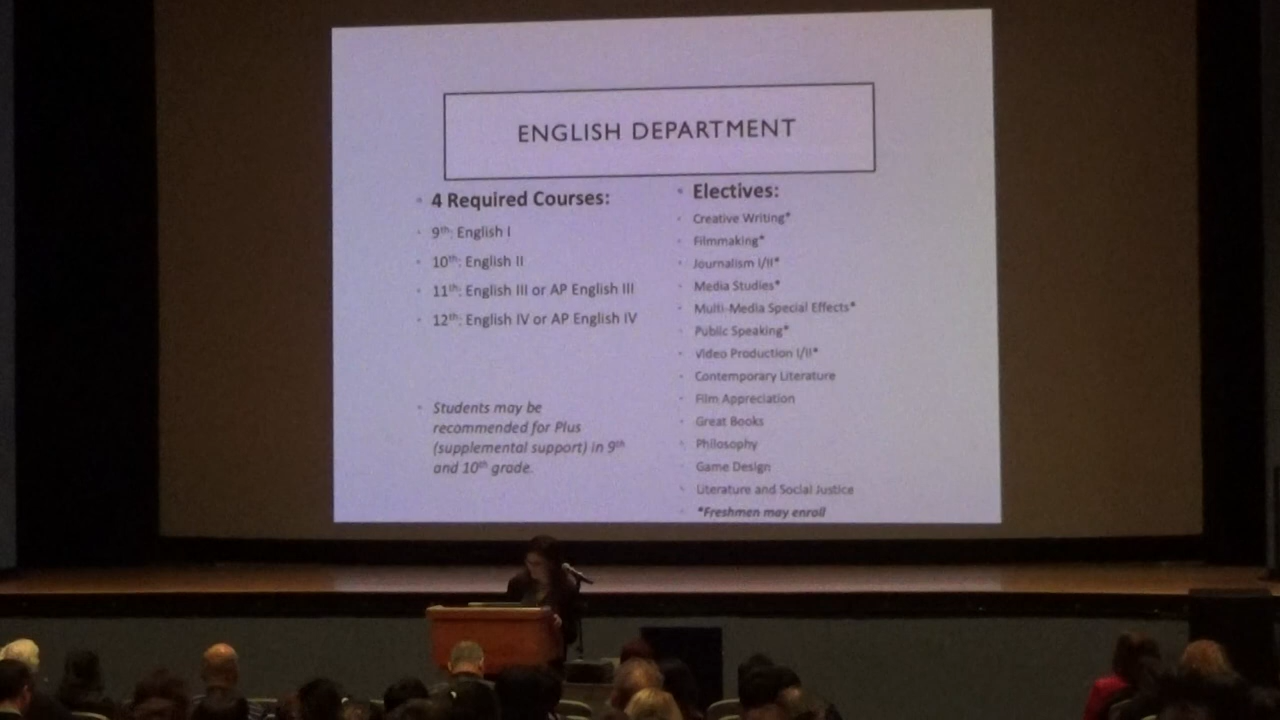 ENGLISH DEPARTMENT
4 Required Courses:
9th: English I
10th: English II
11th: English III or AP English III
12th: English IV or AP English IV
Students may be
recommended for Plus
(supplemental support) in 9th
and 10th grade.
Electives:
Creative Writing*
Filmmaking*
Journalism I/II*
Media Studies*
Multi-Media Special Effects*
Public Speaking*
Video Production I/II*
Contemporary Literature
Film Appreciation
Great Books
Philosophy
Game Design
Literature and Social Justice
*Freshmen may enroll